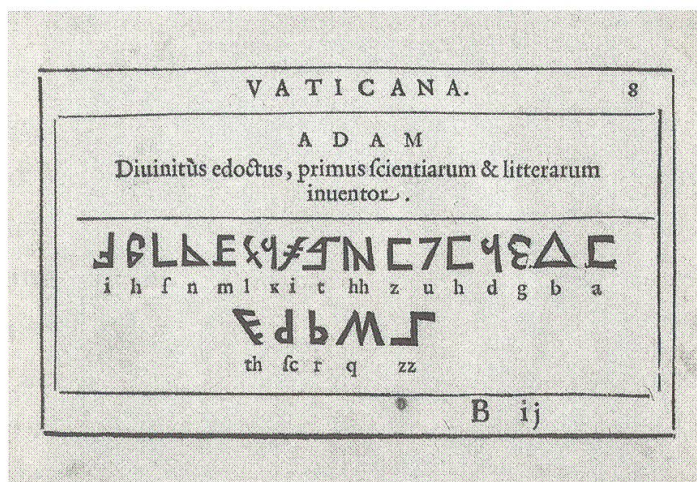 VATICANA. 8
ADAM
Diuinitùs edoctus, primus ſcientiarum & litterarum
inuentor.
i h ſ n m l x i t hh z u h d g b a
th ſc r q zz
B ij